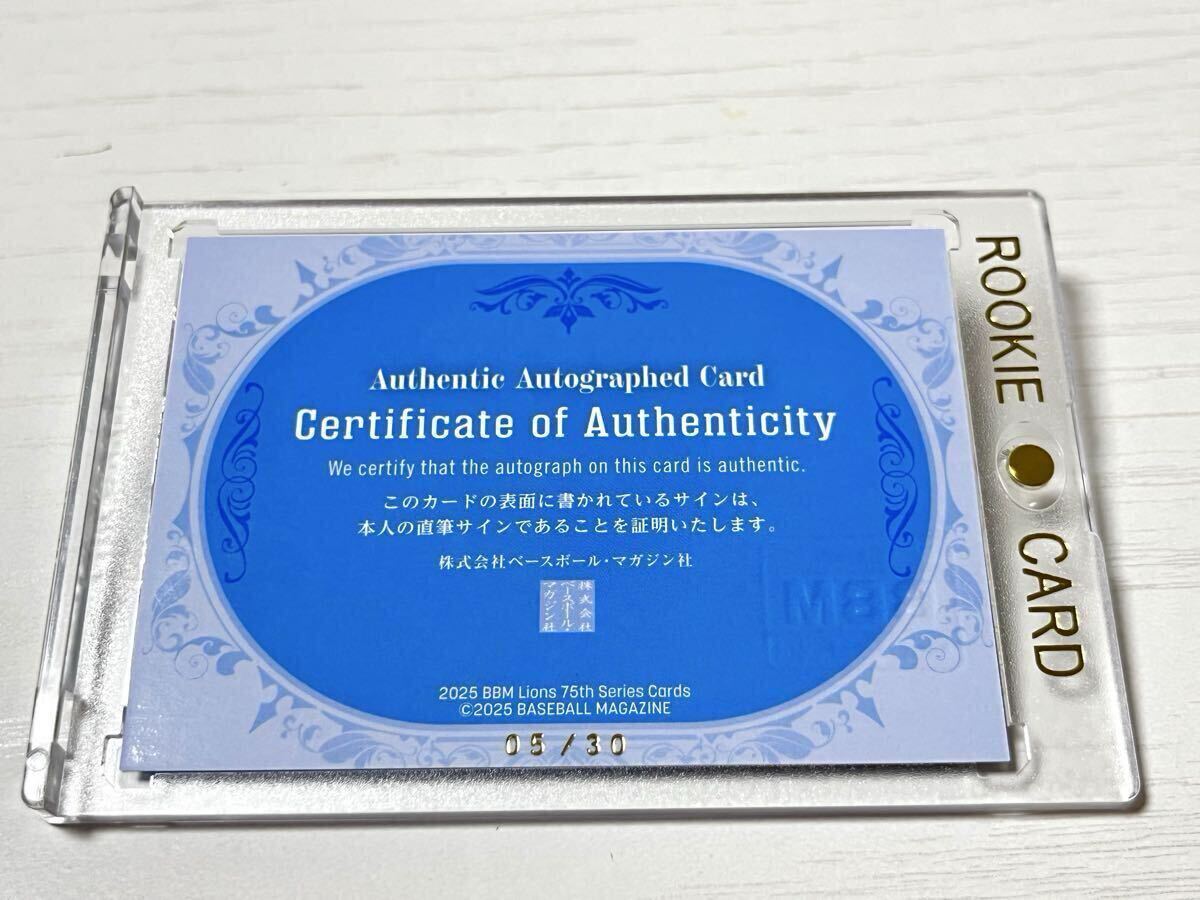 Authentic Autographed Card
Certificate of Authenticity
We certify that the autograph on this card is authentic.
このカードの表面に書かれているサインは、
本人の直筆サインであることを証明いたします。
株式会社ベースボール・マガジン社
株式会社
ベースボール・
マガジン社
2025 BBM Lions 75th Series Cards
©2025 BASEBALL MAGAZINE
05/30
ROOKIE CARD